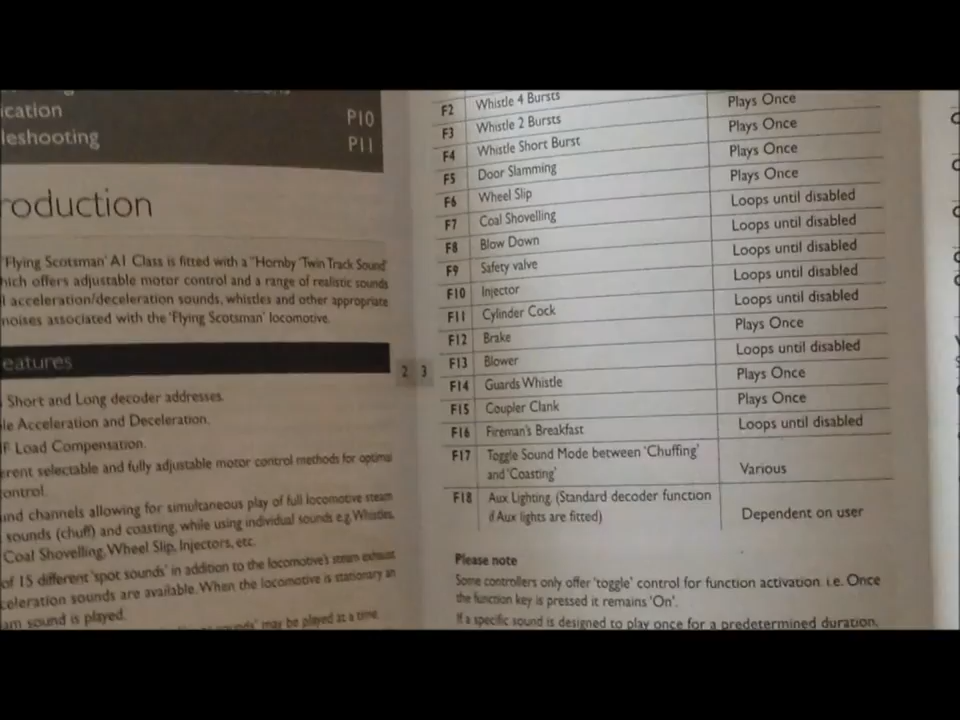 ication P10
leshooting P11
roduction
'Flying Scotsman' A1 Class is fitted with a "Hornby 'Twin Track Sound'
hich offers adjustable motor control and a range of realistic sounds
l acceleration/deceleration sounds, whistles and other appropriate
noises associated with the 'Flying Scotsman' locomotive.
eatures
Short and Long decoder addresses.
le Acceleration and Deceleration.
F Load Compensation.
erent selectable and fully adjustable motor control methods for optimal
ontrol.
und channels allowing for simultaneous play of full locomotive steam
sounds (chuff) and coasting, while using individual sounds e.g. Whistles,
Coal Shovelling, Wheel Slip, Injectors, etc.
of 15 different 'spot sounds' in addition to the locomotive's steam exhaust
celeration sounds are available. When the locomotive is stationary an
am sound is played.
sounds' may be played at a time.
2 3
F2 Whistle 4 Bursts Plays Once
F3 Whistle 2 Bursts Plays Once
F4 Whistle Short Burst Plays Once
F5 Door Slamming Plays Once
F6 Wheel Slip Loops until disabled
F7 Coal Shovelling Loops until disabled
F8 Blow Down Loops until disabled
F9 Safety valve Loops until disabled
F10 Injector Loops until disabled
F11 Cylinder Cock Plays Once
F12 Brake Loops until disabled
F13 Blower Plays Once
F14 Guards Whistle Plays Once
F15 Coupler Clank Loops until disabled
F16 Fireman's Breakfast
F17 Toggle Sound Mode between 'Chuffing'
and 'Coasting' Various
F18 Aux Lighting. (Standard decoder function
if Aux lights are fitted) Dependent on user
Please note
Some controllers only offer 'toggle' control for function activation. i.e. Once
the function key is pressed it remains 'On'.
If a specific sound is designed to play once for a predetermined duration,